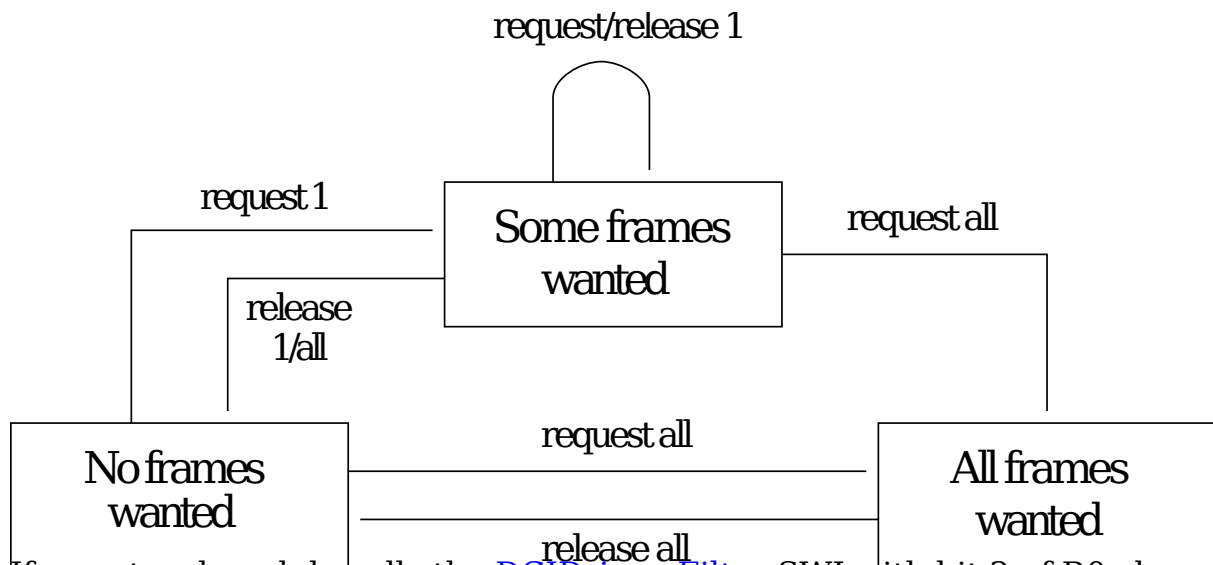 request/release 1
request 1
Some frames
wanted
request all
release
1/all
No frames
wanted
request all
All frames
wanted
release all